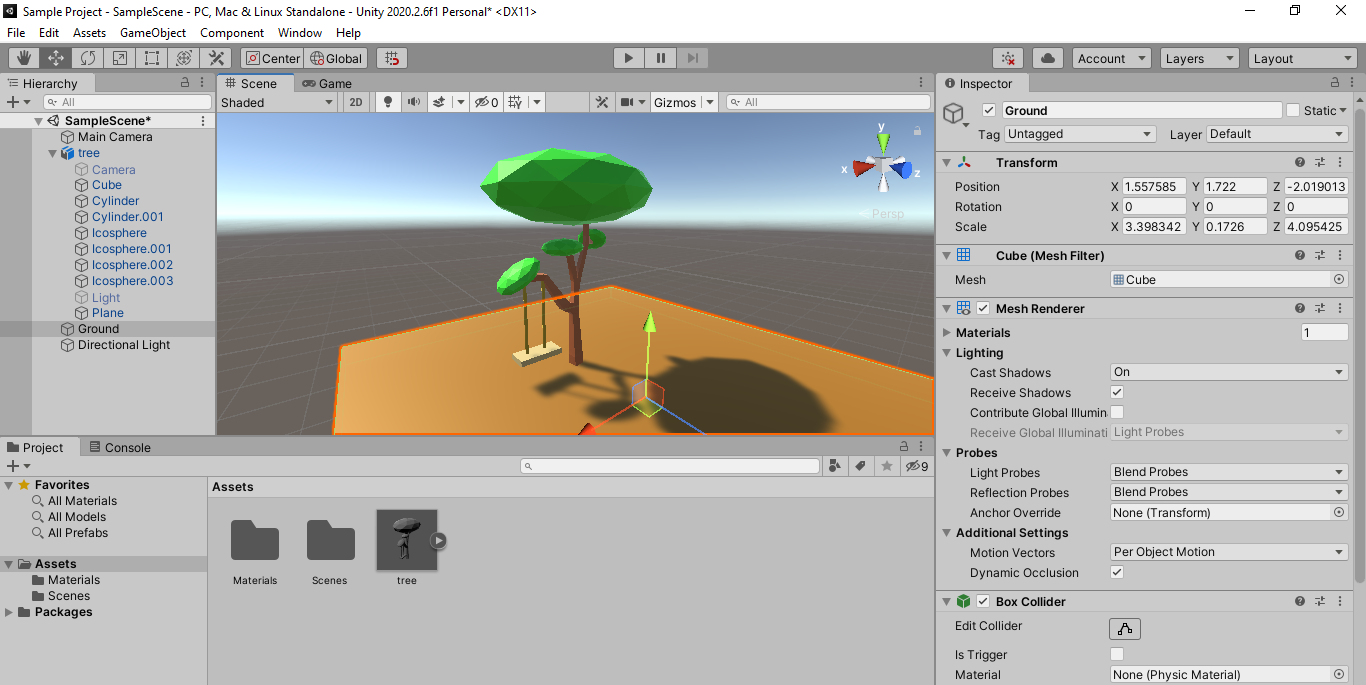 Sample Project - SampleScene - PC, Mac & Linux Standalone - Unity 2020.2.6f1 Personal* <DX11>
File Edit Assets GameObject Component Window Help
Center Global Account Layers Layout
Hierarchy
All
SampleScene*
Main Camera
tree
Camera
Cube
Cylinder
Cylinder.001
Icosphere
Icosphere.001
Icosphere.002
Icosphere.003
Light
Plane
Ground
Directional Light
Scene Game
Shaded 2D 0 Gizmos All
y
x
z
Persp
Inspector
Ground Static
Tag Untagged Layer Default
Transform
Position X 1.557585 Y 1.722 Z -2.019013
Rotation X 0 Y 0 Z 0
Scale X 3.398342 Y 0.1726 Z 4.095425
Cube (Mesh Filter)
Mesh Cube
Mesh Renderer
Materials 1
Lighting
Cast Shadows On
Receive Shadows
Contribute Global Illumin
Receive Global Illuminati Light Probes
Probes
Light Probes Blend Probes
Reflection Probes Blend Probes
Anchor Override None (Transform)
Additional Settings
Motion Vectors Per Object Motion
Dynamic Occlusion
Box Collider
Edit Collider
Is Trigger
Material None (Physic Material)
Project Console
9
Favorites
All Materials
All Models
All Prefabs
Assets
Materials
Scenes
Packages
Assets
Materials Scenes tree